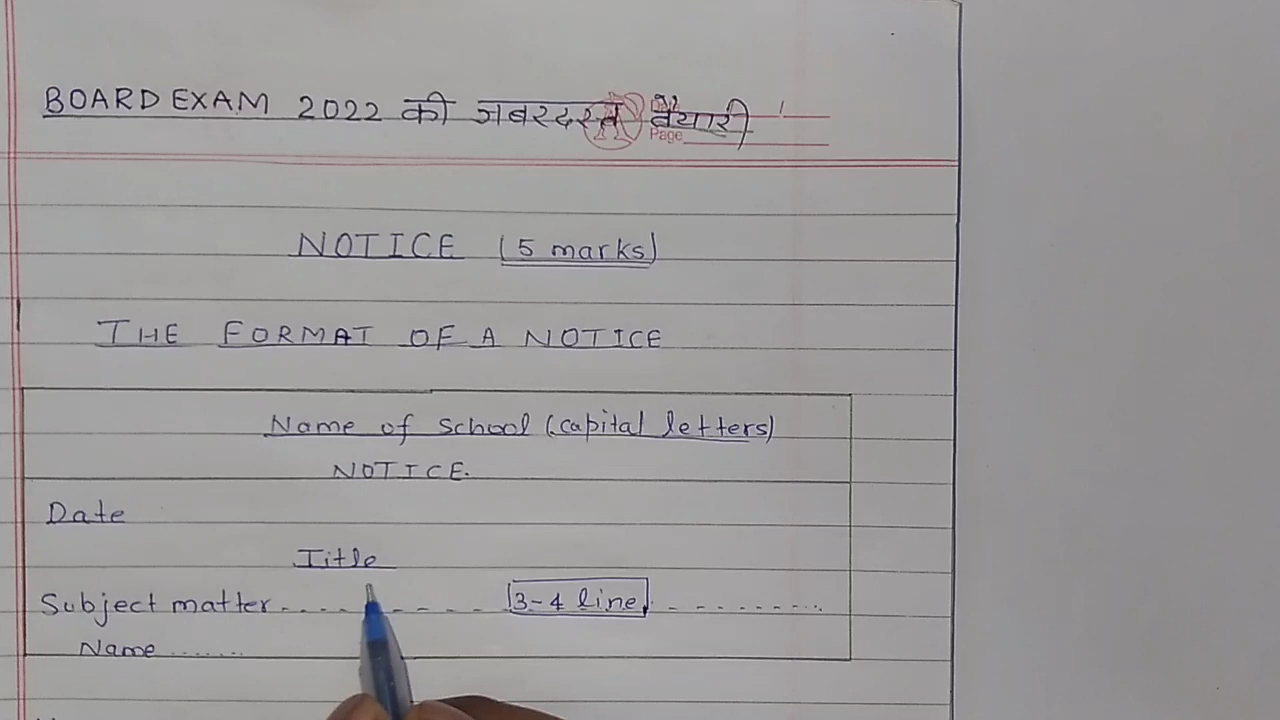 BOARD EXAM 2022 की जबरदस्त तैयारी
Page
NOTICE (5 marks)
THE FORMAT OF A NOTICE
Name of school (capital letters)
NOTICE.
Date
Title
Subject matter............ 3-4 line...........
Name.......